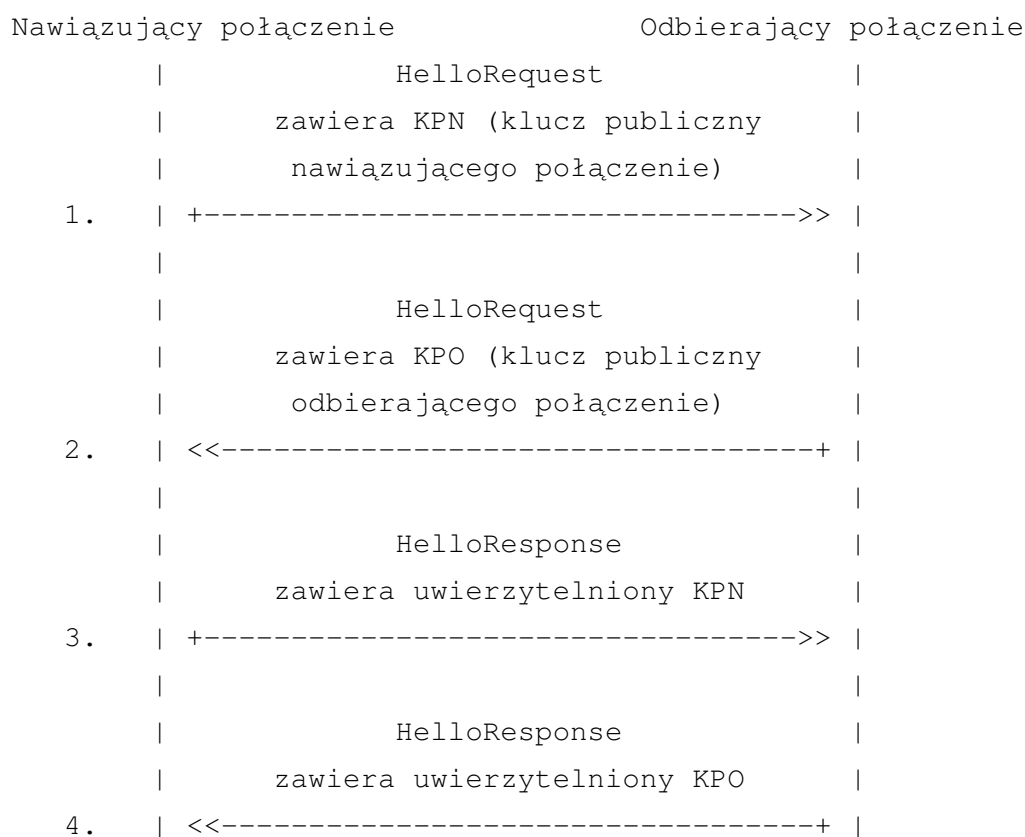 Nawiązujący połączenie Odbierający połączenie
| HelloRequest |
| zawiera KPN (klucz publiczny |
| nawiązującego połączenie) |
1. | +---------------------------------->> |
| |
| HelloRequest |
| zawiera KPO (klucz publiczny |
| odbierającego połączenie) |
2. | <<----------------------------------+ |
| |
| HelloResponse |
| zawiera uwierzytelniony KPN |
3. | +---------------------------------->> |
| |
| HelloResponse |
| zawiera uwierzytelniony KPO |
4. | <<----------------------------------+ |